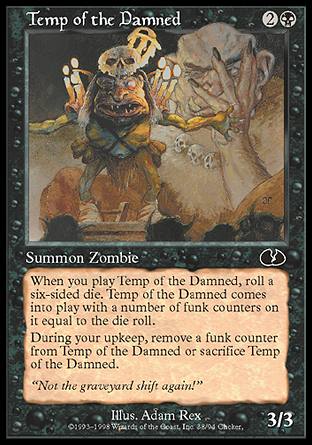 Temp of the Damned 2
Summon Zombie
When you play Temp of the Damned, roll a
six-sided die. Temp of the Damned comes
into play with a number of funk counters on
it equal to the die roll.
During your upkeep, remove a funk counter
from Temp of the Damned or sacrifice Temp
of the Damned.
"Not the graveyard shift again!"
Illus. Adam Rex
3/3
©1993-1998 Wizards of the Coast, Inc. 38/94 Chicken,